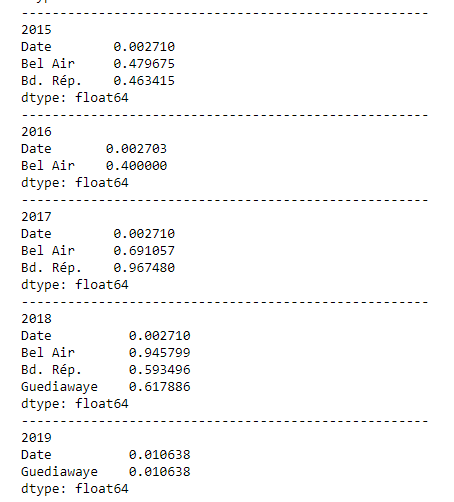 -----------------------------------------------------
2015
Date        0.002710
Bel Air     0.479675
Bd. Rép.    0.463415
dtype: float64
-----------------------------------------------------
2016
Date       0.002703
Bel Air    0.400000
dtype: float64
-----------------------------------------------------
2017
Date        0.002710
Bel Air     0.691057
Bd. Rép.    0.967480
dtype: float64
-----------------------------------------------------
2018
Date          0.002710
Bel Air       0.945799
Bd. Rép.      0.593496
Guediawaye    0.617886
dtype: float64
-----------------------------------------------------
2019
Date          0.010638
Guediawaye    0.010638
dtype: float64